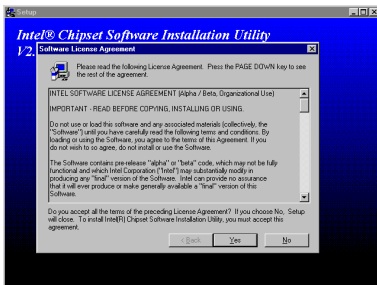 Setup
Intel® Chipset Software Installation Utility
V2.
Software License Agreement
Please read the following License Agreement. Press the PAGE DOWN key to see
the rest of the agreement.
INTEL SOFTWARE LICENSE AGREEMENT (Alpha / Beta, Organizational Use)
IMPORTANT - READ BEFORE COPYING, INSTALLING OR USING.
Do not use or load this software and any associated materials (collectively, the
"Software") until you have carefully read the following terms and conditions. By
loading or using the Software, you agree to the terms of this Agreement. If you
do not wish to so agree, do not install or use the Software.
The Software contains pre-release "alpha" or "beta" code, which may not be fully
functional and which Intel Corporation ("Intel") may substantially modify in
producing any "final" version of the Software. Intel can provide no assurance
that it will ever produce or make generally available a "final" version of this
Software.
Do you accept all the terms of the preceding License Agreement? If you choose No, Setup
will close. To install Intel(R) Chipset Software Installation Utility, you must accept this
agreement.
< Back
Yes
No